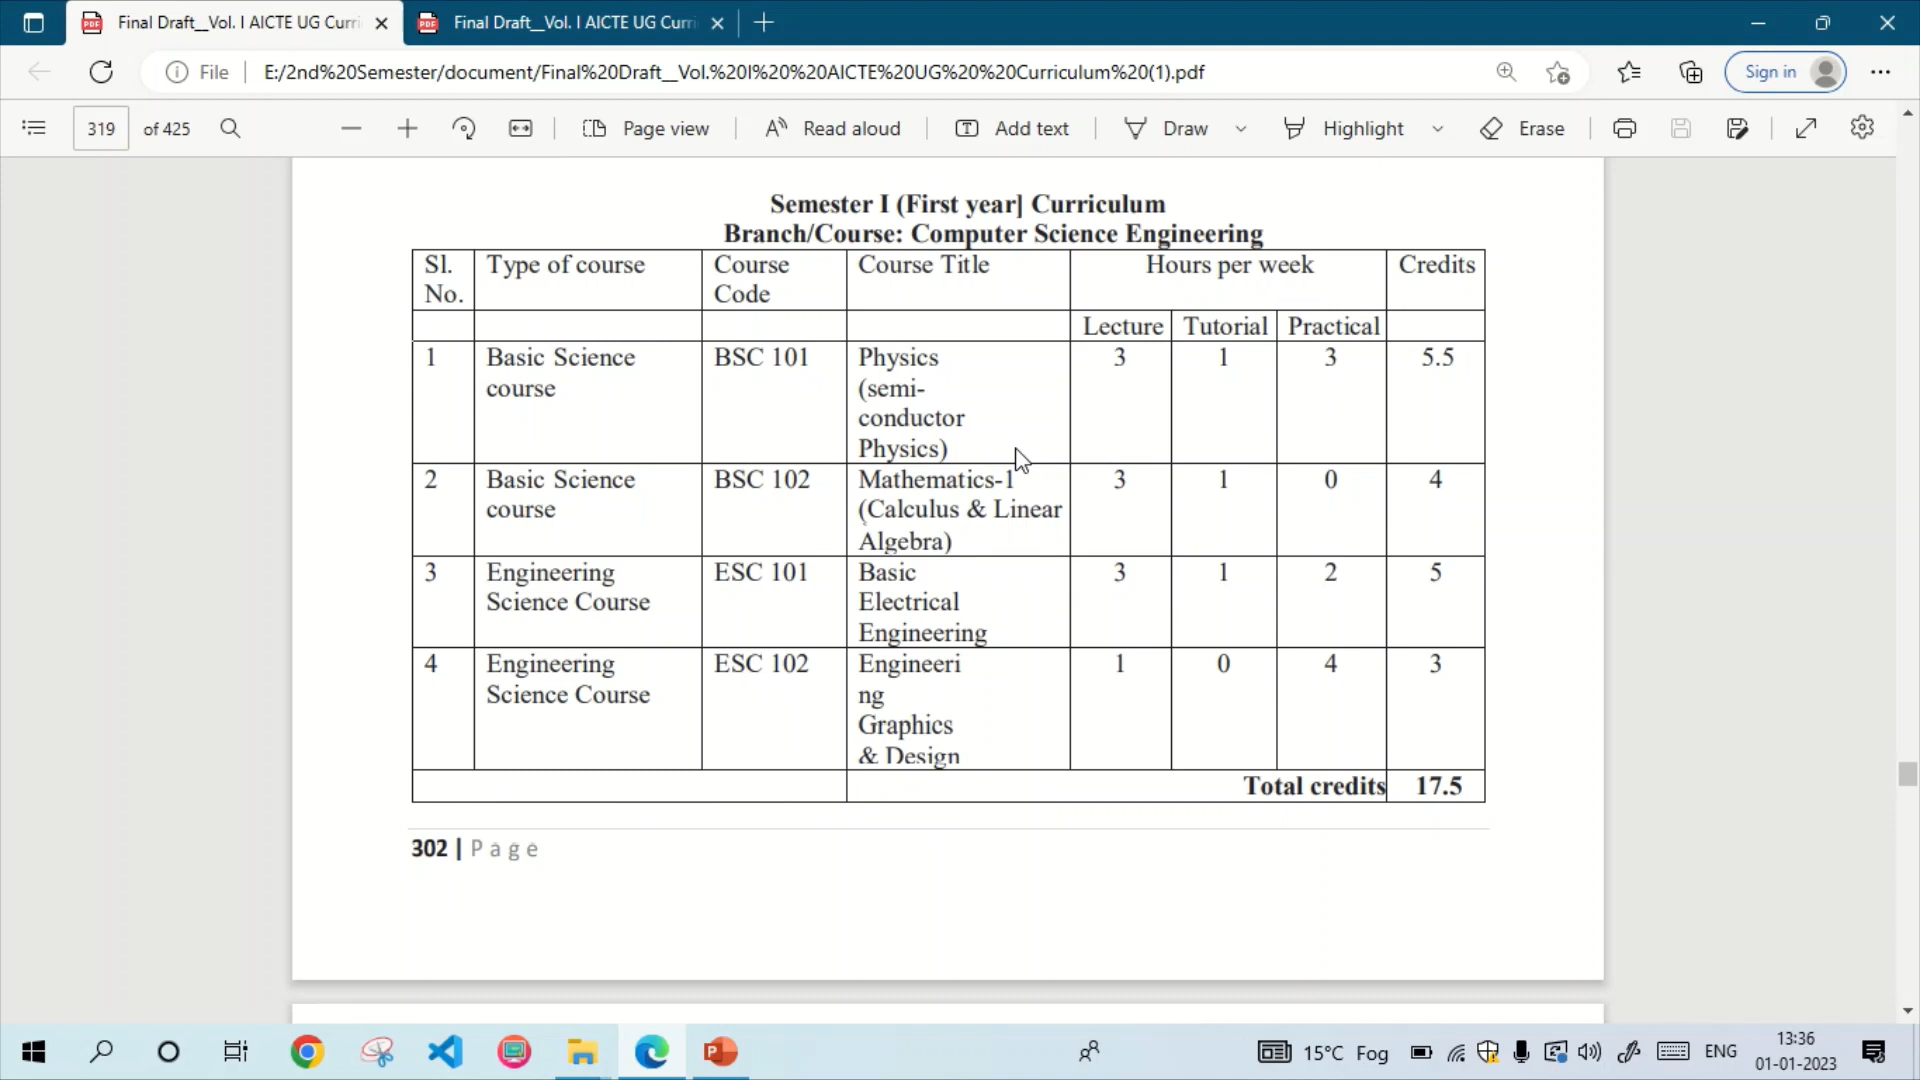 Final Draft__Vol. I AICTE UG Curri
Final Draft__Vol. I AICTE UG Curri
File
E:/2nd%20Semester/document/Final%20Draft__Vol.%20I%20%20AICTE%20UG%20%20Curriculum%20(1).pdf
Sign in
319 of 425
Page view
Read aloud
Add text
Draw
Highlight
Erase
Semester I (First year] Curriculum
Branch/Course: Computer Science Engineering
Sl. No. Type of course Course Code Course Title Hours per week Credits
Lecture Tutorial Practical
1 Basic Science course BSC 101 Physics (semi-conductor Physics) 3 1 3 5.5
2 Basic Science course BSC 102 Mathematics-1 (Calculus & Linear Algebra) 3 1 0 4
3 Engineering Science Course ESC 101 Basic Electrical Engineering 3 1 2 5
4 Engineering Science Course ESC 102 Engineeri ng Graphics & Design 1 0 4 3
Total credits 17.5
302 | Page
15°C Fog
ENG
13:36
01-01-2023